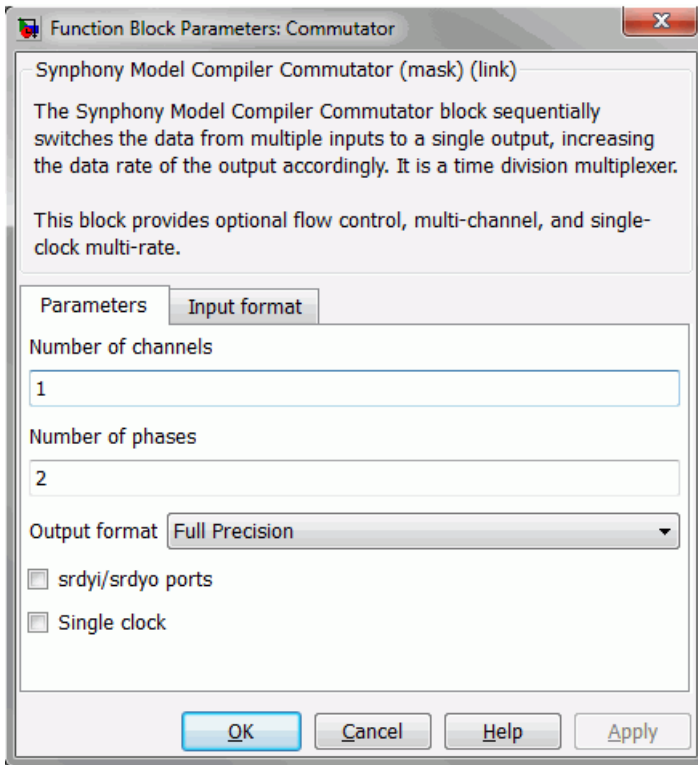 Function Block Parameters: Commutator
Synphony Model Compiler Commutator (mask) (link)
The Synphony Model Compiler Commutator block sequentially
switches the data from multiple inputs to a single output, increasing
the data rate of the output accordingly. It is a time division multiplexer.
This block provides optional flow control, multi-channel, and single-
clock multi-rate.
Parameters
Input format
Number of channels
1
Number of phases
2
Output format Full Precision
srdyi/srdyo ports
Single clock
OK Cancel Help Apply